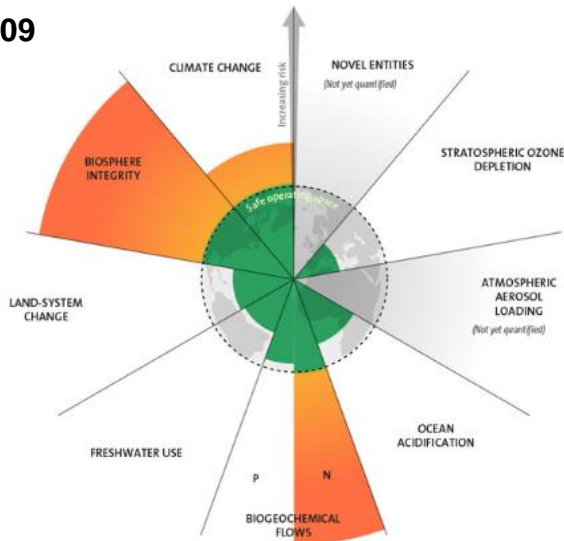 09
CLIMATE CHANGE
Increasing risk
NOVEL ENTITIES
(Not yet quantified)
STRATOSPHERIC OZONE
DEPLETION
BIOSPHERE
INTEGRITY
Safe operating space
LAND-SYSTEM
CHANGE
ATMOSPHERIC
AEROSOL
LOADING
(Not yet quantified)
FRESHWATER USE
OCEAN
ACIDIFICATION
P
N
BIOGEOCHEMICAL
FLOWS